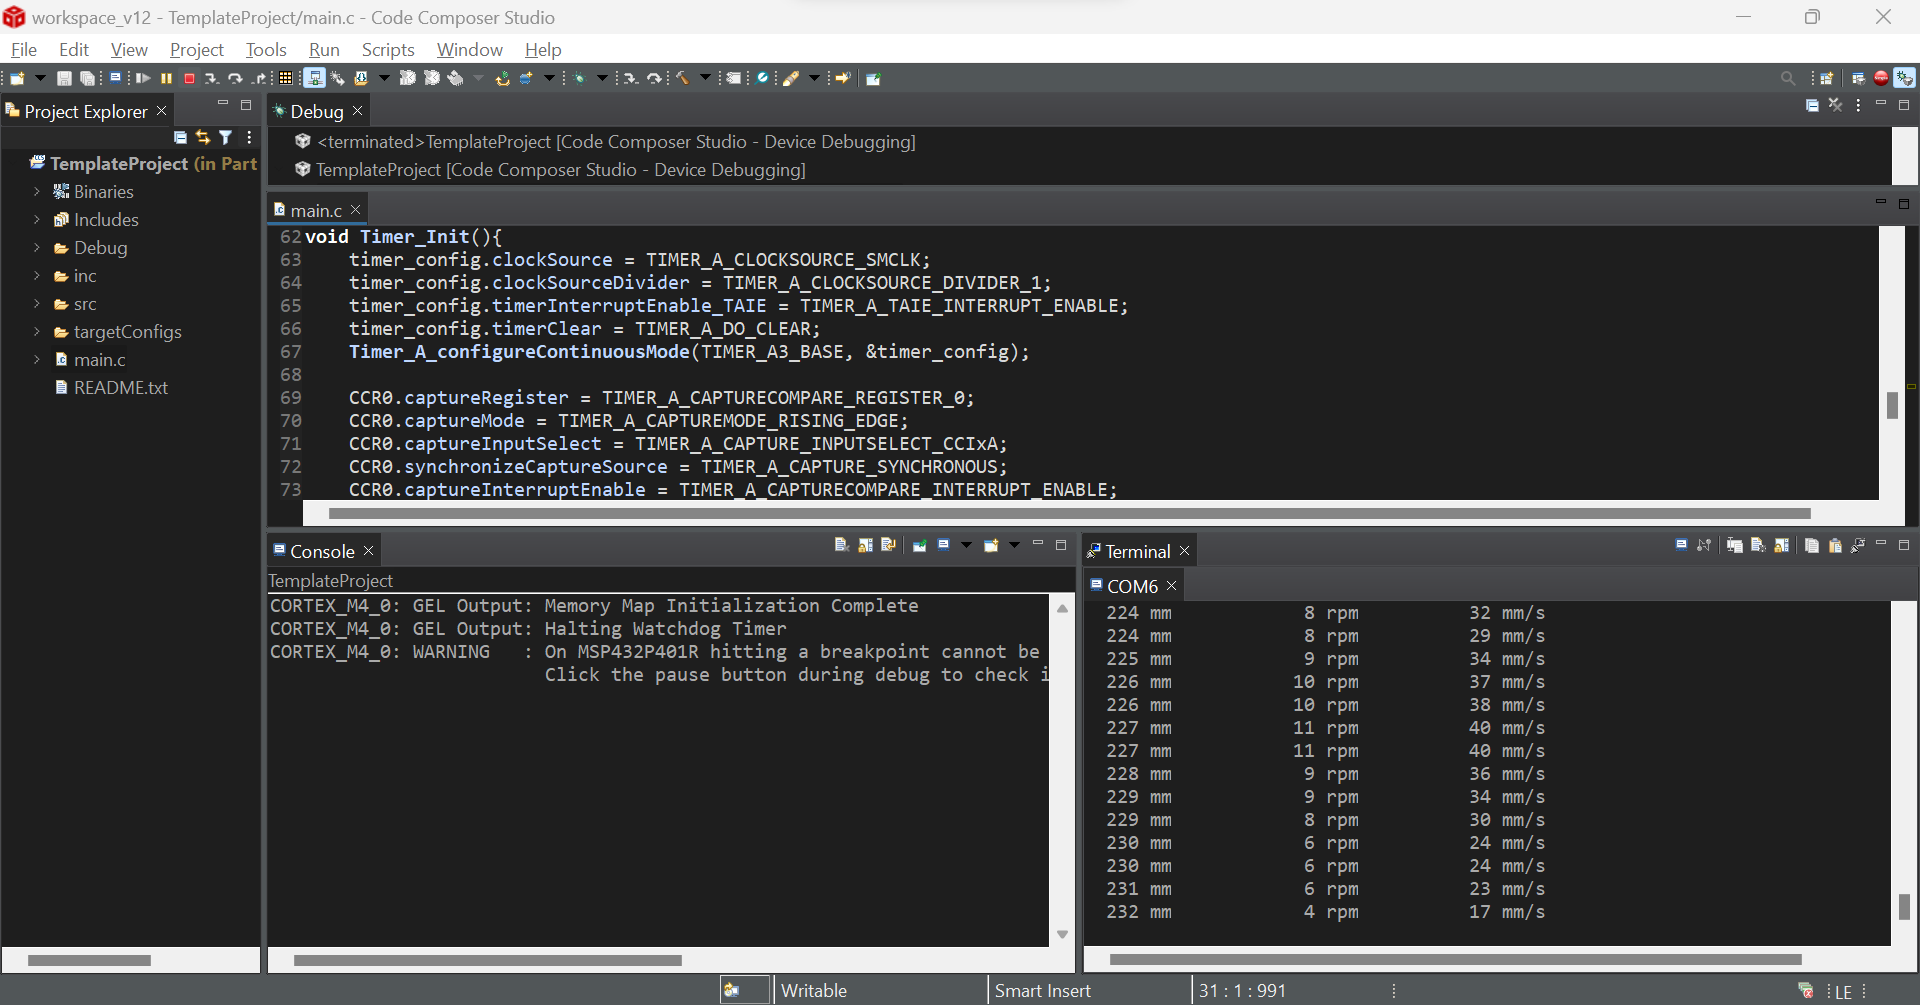 workspace_v12 - TemplateProject/main.c - Code Composer Studio
File Edit View Project Tools Run Scripts Window Help
Project Explorer
TemplateProject (in Part
Binaries
Includes
Debug
inc
src
targetConfigs
main.c
README.txt
Debug
<terminated>TemplateProject [Code Composer Studio - Device Debugging]
TemplateProject [Code Composer Studio - Device Debugging]
main.c
62 void Timer_Init(){
63 timer_config.clockSource = TIMER_A_CLOCKSOURCE_SMCLK;
64 timer_config.clockSourceDivider = TIMER_A_CLOCKSOURCE_DIVIDER_1;
65 timer_config.timerInterruptEnable_TAIE = TIMER_A_TAIE_INTERRUPT_ENABLE;
66 timer_config.timerClear = TIMER_A_DO_CLEAR;
67 Timer_A_configureContinuousMode(TIMER_A3_BASE, &timer_config);
68
69 CCR0.captureRegister = TIMER_A_CAPTURECOMPARE_REGISTER_0;
70 CCR0.captureMode = TIMER_A_CAPTUREMODE_RISING_EDGE;
71 CCR0.captureInputSelect = TIMER_A_CAPTURE_INPUTSELECT_CCIxA;
72 CCR0.synchronizeCaptureSource = TIMER_A_CAPTURE_SYNCHRONOUS;
73 CCR0.captureInterruptEnable = TIMER_A_CAPTURECOMPARE_INTERRUPT_ENABLE;
Console
TemplateProject
CORTEX_M4_0: GEL Output: Memory Map Initialization Complete
CORTEX_M4_0: GEL Output: Halting Watchdog Timer
CORTEX_M4_0: WARNING : On MSP432P401R hitting a breakpoint cannot be
Click the pause button during debug to check i
Terminal
COM6
224 mm 8 rpm 32 mm/s
224 mm 8 rpm 29 mm/s
225 mm 9 rpm 34 mm/s
226 mm 10 rpm 37 mm/s
226 mm 10 rpm 38 mm/s
227 mm 11 rpm 40 mm/s
227 mm 11 rpm 40 mm/s
228 mm 9 rpm 36 mm/s
229 mm 9 rpm 34 mm/s
229 mm 8 rpm 30 mm/s
230 mm 6 rpm 24 mm/s
230 mm 6 rpm 24 mm/s
231 mm 6 rpm 23 mm/s
232 mm 4 rpm 17 mm/s
Writable
Smart Insert
31 : 1 : 991
LE